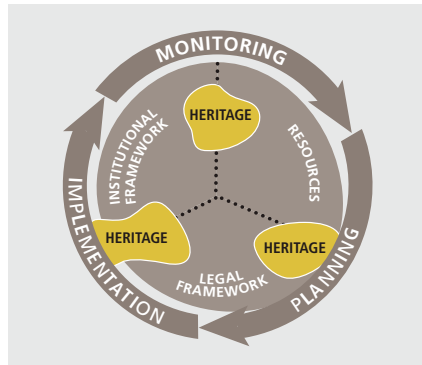 MONITORING
HERITAGE
INSTITUTIONAL
FRAMEWORK
RESOURCES
IMPLEMENTATION
HERITAGE
HERITAGE
LEGAL
FRAMEWORK
PLANNING